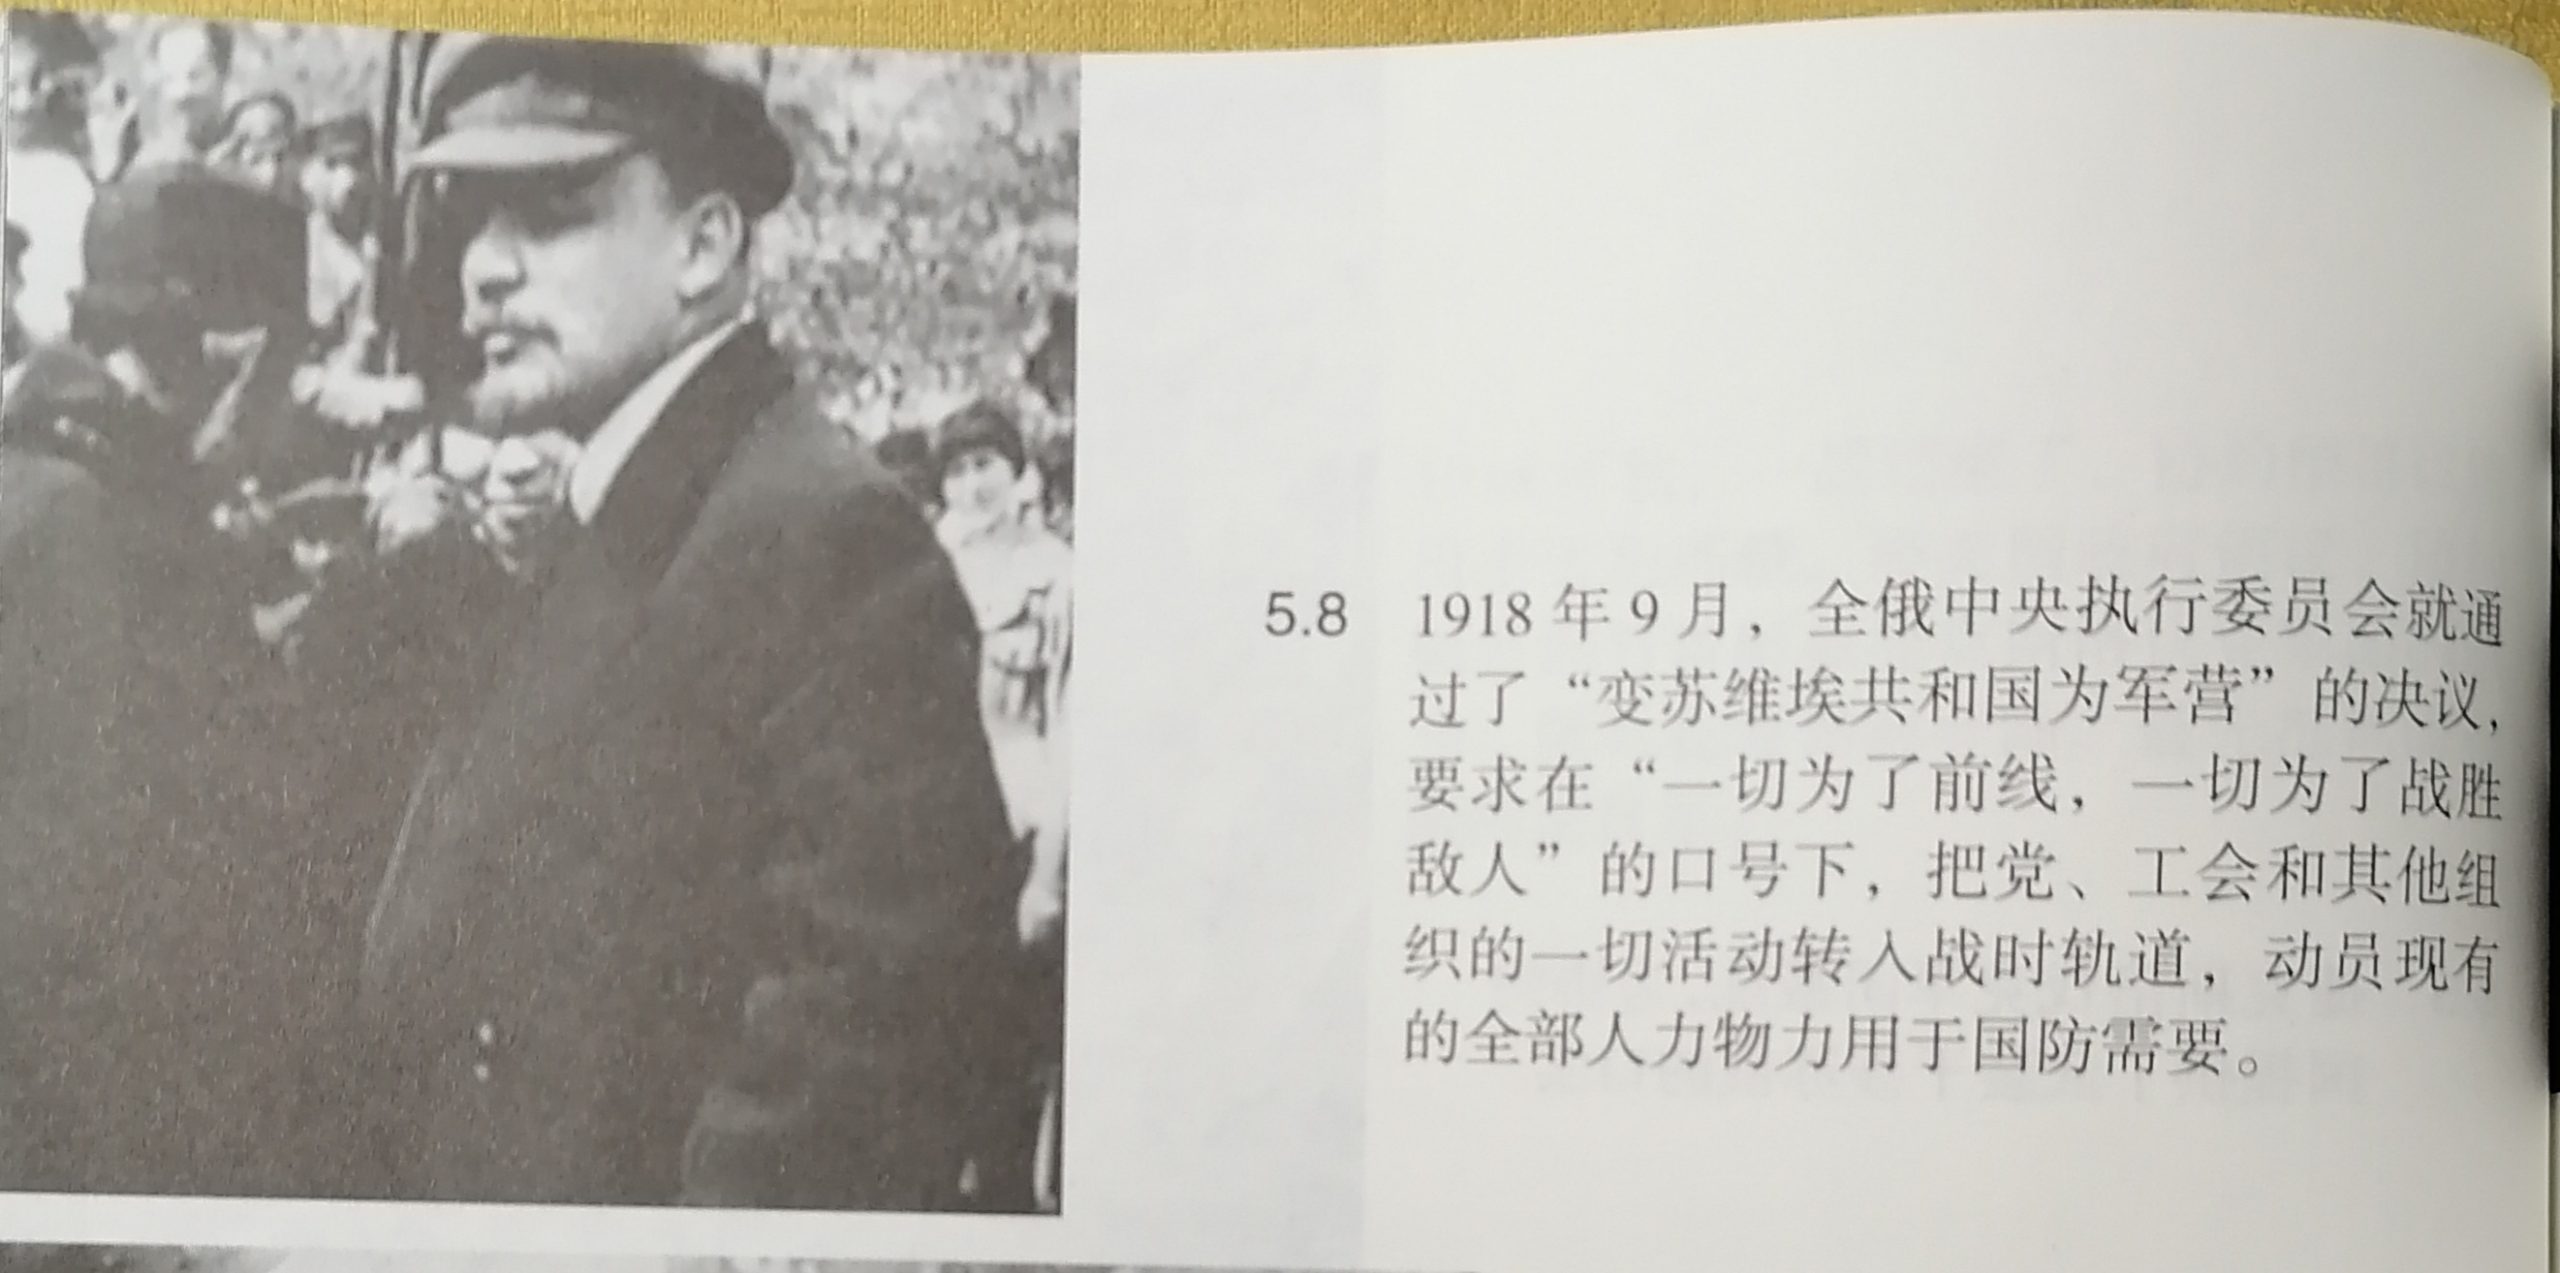 5.8 1918 年 9 月，全俄中央执行委员会就通
过了“变苏维埃共和国为军营”的决议，
要求在“一切为了前线，一切为了战胜
敌人”的口号下，把党、工会和其他组
织的一切活动转入战时轨道，动员现有
的全部人力物力用于国防需要。